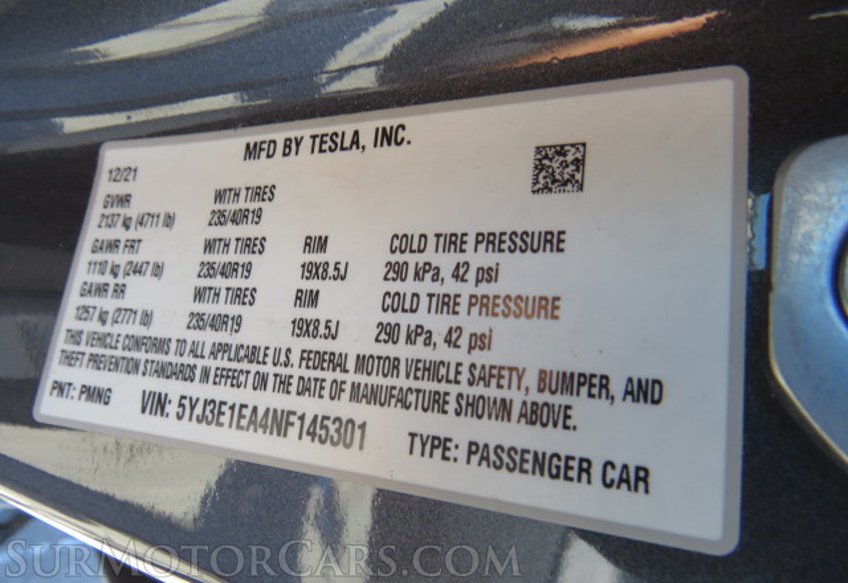 MFD BY TESLA, INC.
12/21
GVWR WITH TIRES
2137 kg (4711 lb) 235/40R19
GAWR FRT WITH TIRES RIM COLD TIRE PRESSURE
1110 kg (2447 lb) 235/40R19 19X8.5J 290 kPa, 42 psi
GAWR RR WITH TIRES RIM COLD TIRE PRESSURE
1257 kg (2771 lb) 235/40R19 19X8.5J 290 kPa, 42 psi
THIS VEHICLE CONFORMS TO ALL APPLICABLE U.S. FEDERAL MOTOR VEHICLE SAFETY, BUMPER, AND
THEFT PREVENTION STANDARDS IN EFFECT ON THE DATE OF MANUFACTURE SHOWN ABOVE.
PNT: PMNG VIN: 5YJ3E1EA4NF145301 TYPE: PASSENGER CAR
SURMOTORCARS.COM